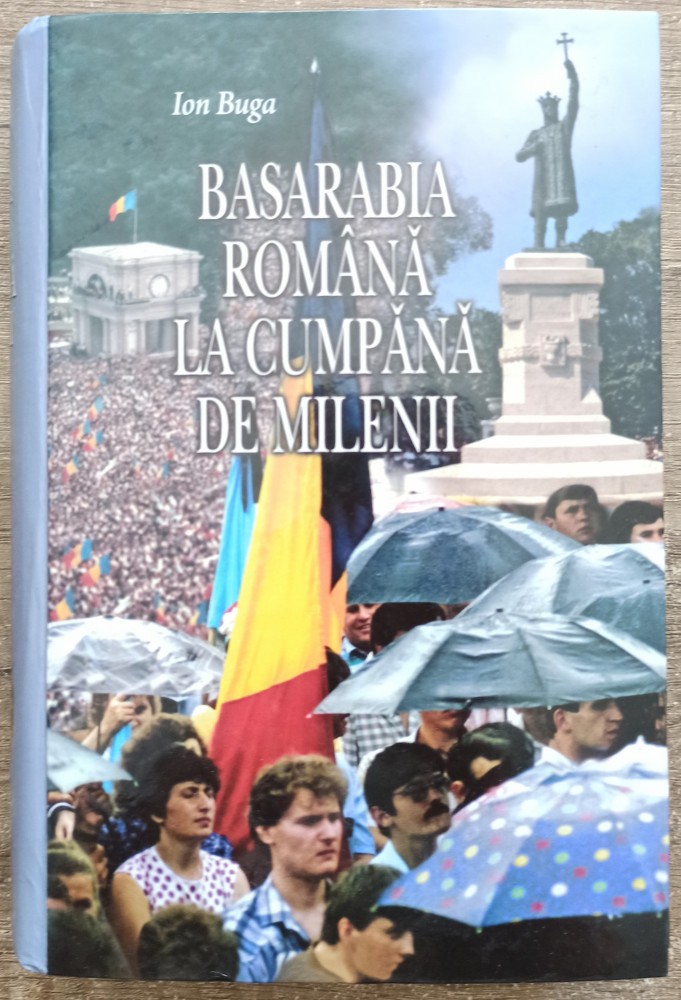 Ion Buga
BASARABIA
ROMÂNĂ
LA CUMPĂNĂ
DE MILENII